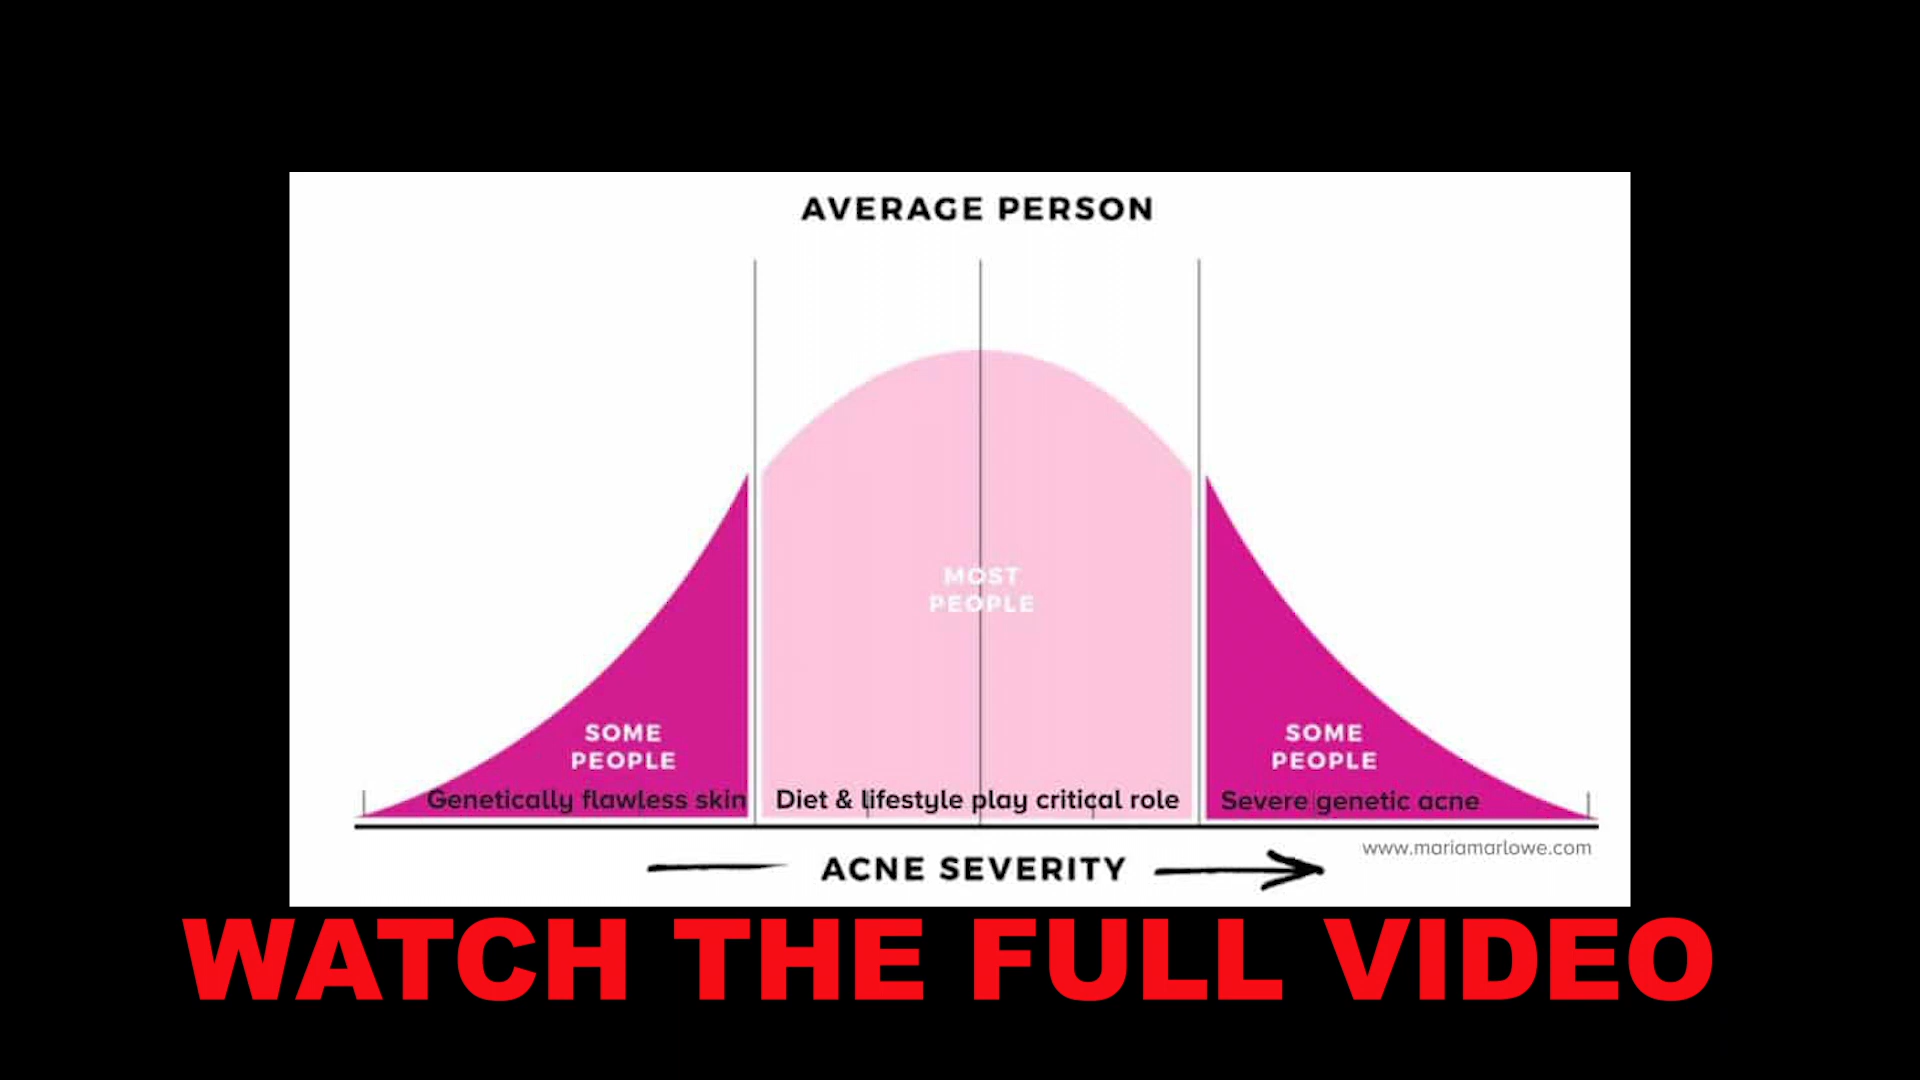 AVERAGE PERSON
MOST
PEOPLE
SOME
PEOPLE
SOME
PEOPLE
Genetically flawless skin
Diet & lifestyle play critical role
Severe genetic acne
www.mariamarlowe.com
ACNE SEVERITY
WATCH THE FULL VIDEO